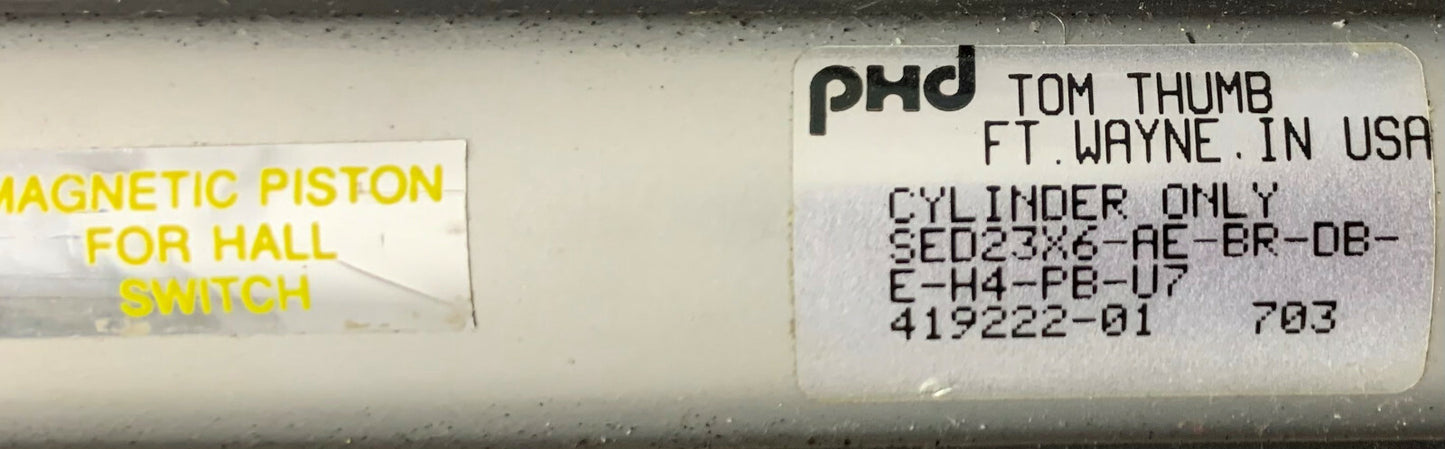 MAGNETIC PISTON
FOR HALL
SWITCH
PHD TOM THUMB
FT.WAYNE.IN USA
CYLINDER ONLY
SED23X6-AE-BR-DB-
E-H4-PB-U7
419222-01 703